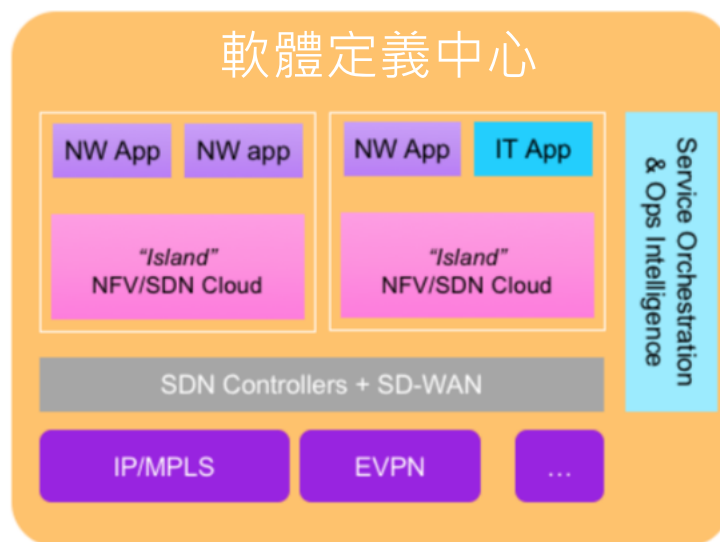 軟體定義中心
NW App
NW app
NW App
IT App
“Island”
NFV/SDN Cloud
“Island”
NFV/SDN Cloud
Service Orchestration
& Ops Intelligence
SDN Controllers + SD-WAN
IP/MPLS
EVPN
...